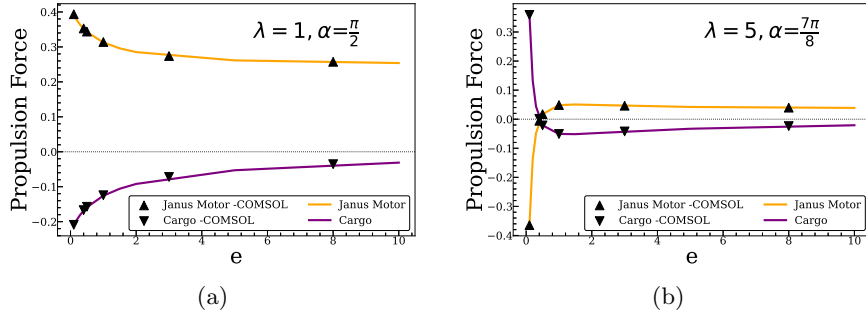 λ = 1, α=π/2
Propulsion Force
0.4
0.3
0.2
0.1
0.0
−0.1
−0.2
Janus Motor -COMSOL
Cargo -COMSOL
Janus Motor
Cargo
0 2 4 6 8 10
e
(a)
λ = 5, α=7π/8
Propulsion Force
0.4
0.3
0.2
0.1
0.0
−0.1
−0.2
−0.3
−0.4
Janus Motor -COMSOL
Cargo -COMSOL
Janus Motor
Cargo
0 2 4 6 8 10
e
(b)